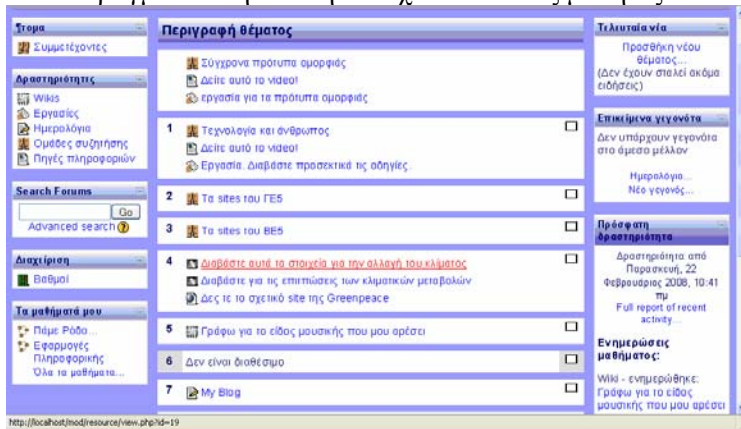 Άτομα
Συμμετέχοντες
Δραστηριότητες
Wikis
Εργασίες
Ημερολόγια
Ομάδες συζητήσης
Πηγές πληροφοριών
Search Forums
Go
Advanced search
Διαχείριση
Βαθμοί
Τα μαθήματά μου
Πάμε Ρόδο...
Εφαρμογές
Πληροφορικής
Όλα τα μαθήματα...
Περιγραφή θέματος
Σύγχρονα πρότυπα ομορφιάς
Δείτε αυτό το video!
εργασία για τα πρότυπα ομορφιάς
1 Τεχνολογία και άνθρωπος
Δείτε αυτό το video!
Εργασία. Διαβάστε προσεκτικά τις οδηγίες.
2 Τα sites του ΓΕ5
3 Τα sites του ΒΕ5
4 Διαβάστε αυτά τα στοιχεία για την αλλαγή του κλίματος
Διαβάστε για τις επιπτώσεις των κλιματικών μεταβολών
Δες τε το σχετικό site της Greenpeace
5 Γράφω για το είδος μουσικής που μου αρέσει
6 Δεν είναι διαθέσιμο
7 My Blog
Τελευταία νέα
Προσθήκη νέου
θέματος...
(Δεν έχουν σταλεί ακόμα
ειδήσεις)
Επικείμενα γεγονότα
Δεν υπάρχουν γεγονότα
στο άμεσο μέλλον
Ημερολόγιο...
Νέο γεγονός...
Πρόσφατη
δραστηριότητα
Δραστηριότητα από
Παρασκευή, 22
Φεβρουάριος 2008, 10:41
πμ
Full report of recent
activity...
Ενημερώσεις
μαθήματος:
Wiki - ενημερώθηκε:
Γράφω για το είδος
μουσικής που μου αρέσει
http://localhost/mod/resource/view.php?id=19